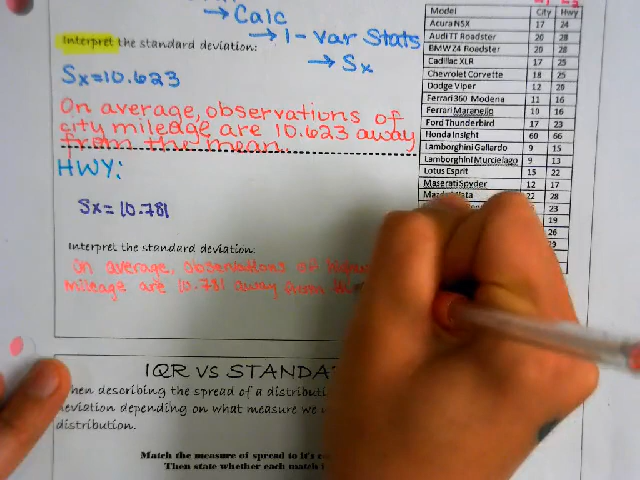 → Calc
→ 1-var Stats
→ Sx
Interpret the standard deviation:
Sx=10.623
On average, observations of
city mileage are 10.623 away
from the mean.
HWY:
Sx=10.781
Interpret the standard deviation:
On average, observations of
mileage are 10.781 away from
IQR VS
When describing the spread of a
deviation depending on what measure we
distribution.
Match the measure of spread to it's
Then state whether each match
Model City Hwy
Acura NSX 17 24
Audi TT Roadster 20 28
BMW Z4 Roadster 20 28
Cadillac XLR 17 25
Chevrolet Corvette 18 25
Dodge Viper 12 20
Ferrari 360 Modena 11 16
Ferrari Maranello 10 16
Ford Thunderbird 17 23
Honda Insight 60 66
Lamborghini Gallardo 9 15
Lamborghini Murcielago 9 13
Lotus Esprit 15 22
Maserati Spyder 12 17
22 28
23
19
26
29